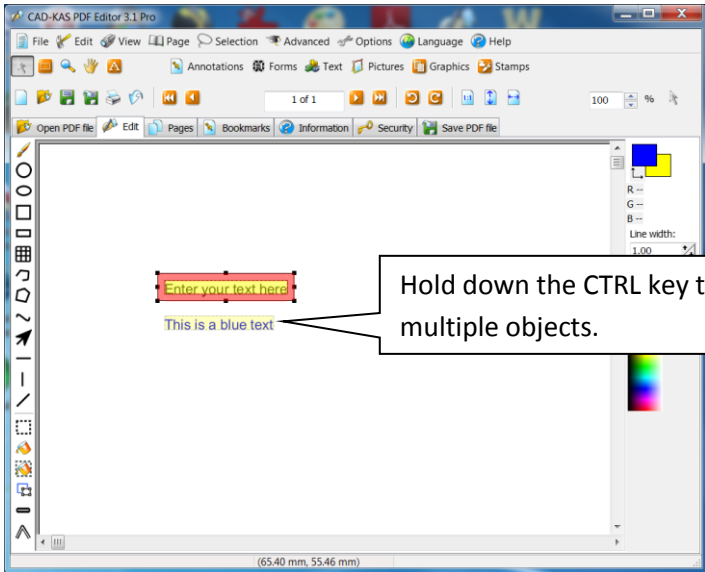 CAD-KAS PDF Editor 3.1 Pro
File Edit View Page Selection Advanced Options Language Help
Annotations Forms Text Pictures Graphics Stamps
1 of 1 1:1 100 %
Open PDF file Edit Pages Bookmarks Information Security Save PDF file
R --
G --
B --
Line width:
1.00
Enter your text here
Hold down the CTRL key t
This is a blue text
multiple objects.
(65.40 mm, 55.46 mm)